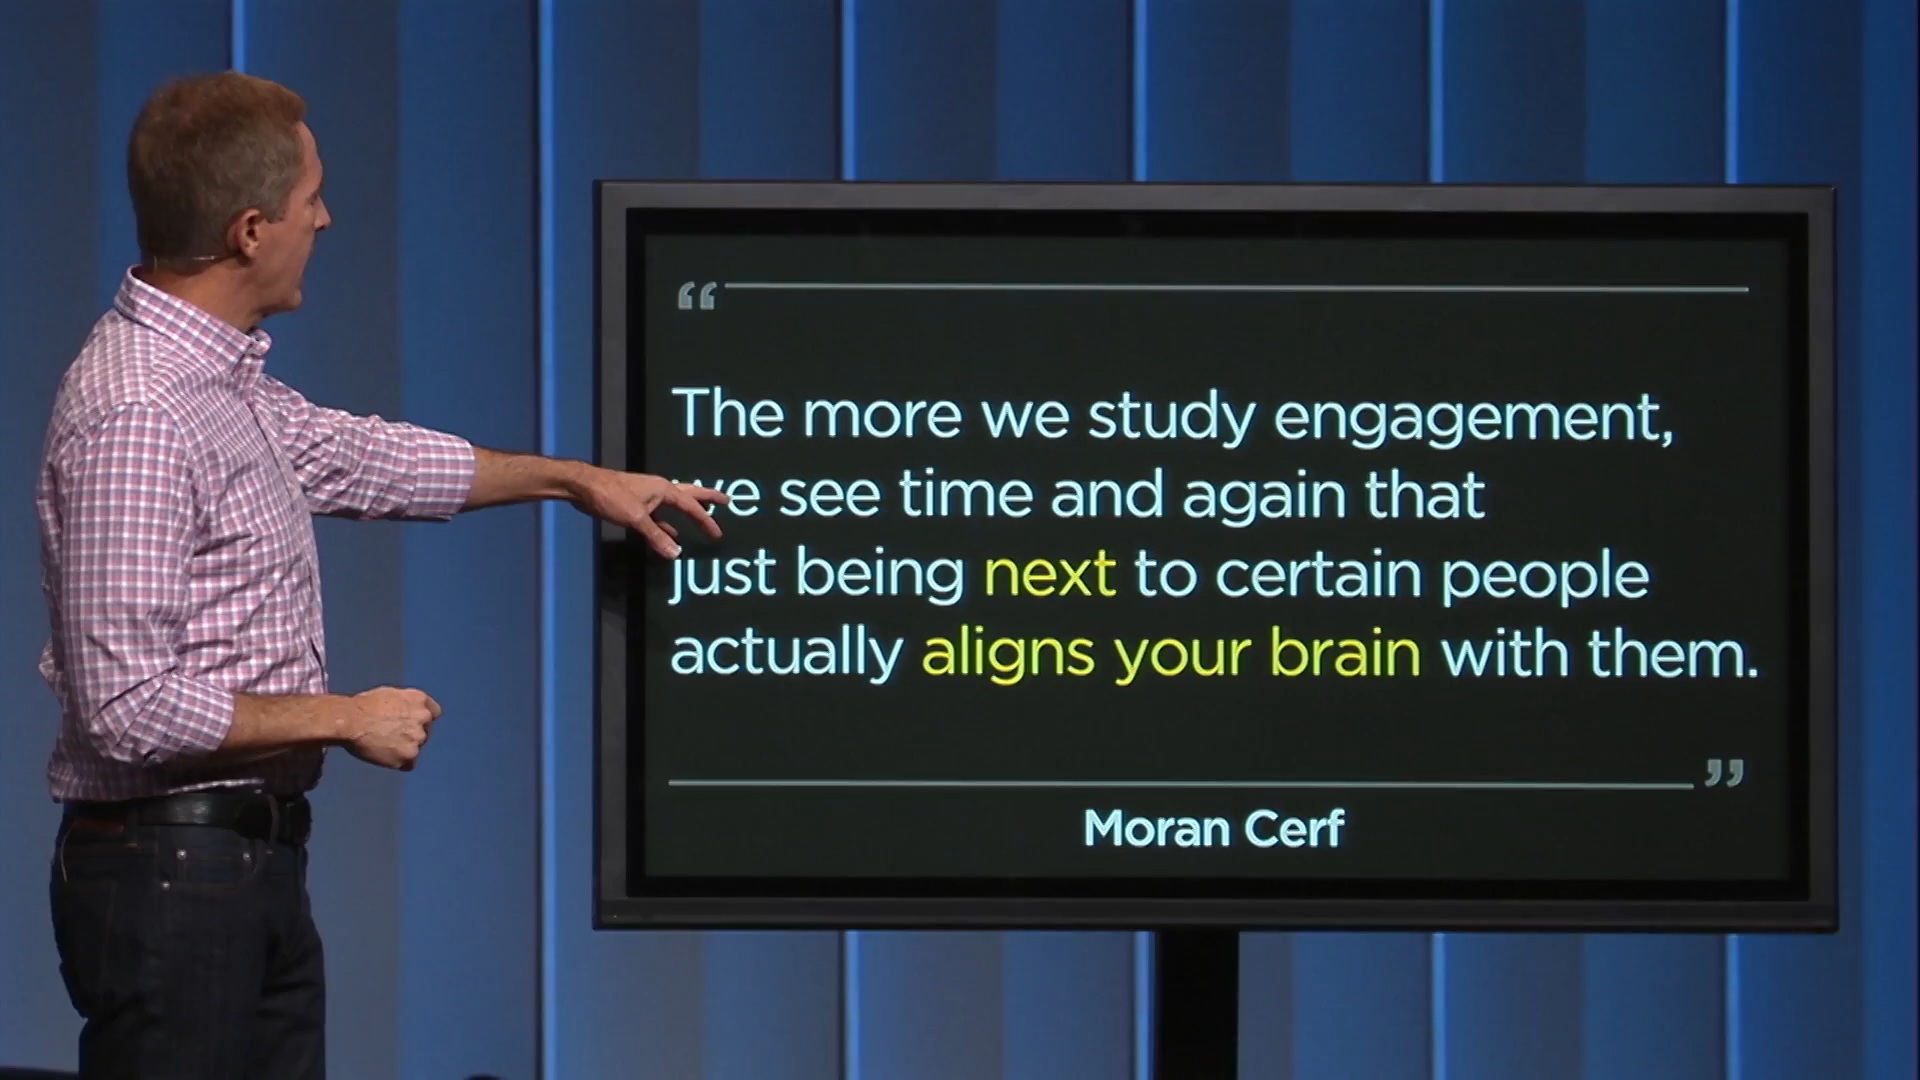 “
The more we study engagement,
we see time and again that
just being next to certain people
actually aligns your brain with them.
”
Moran Cerf